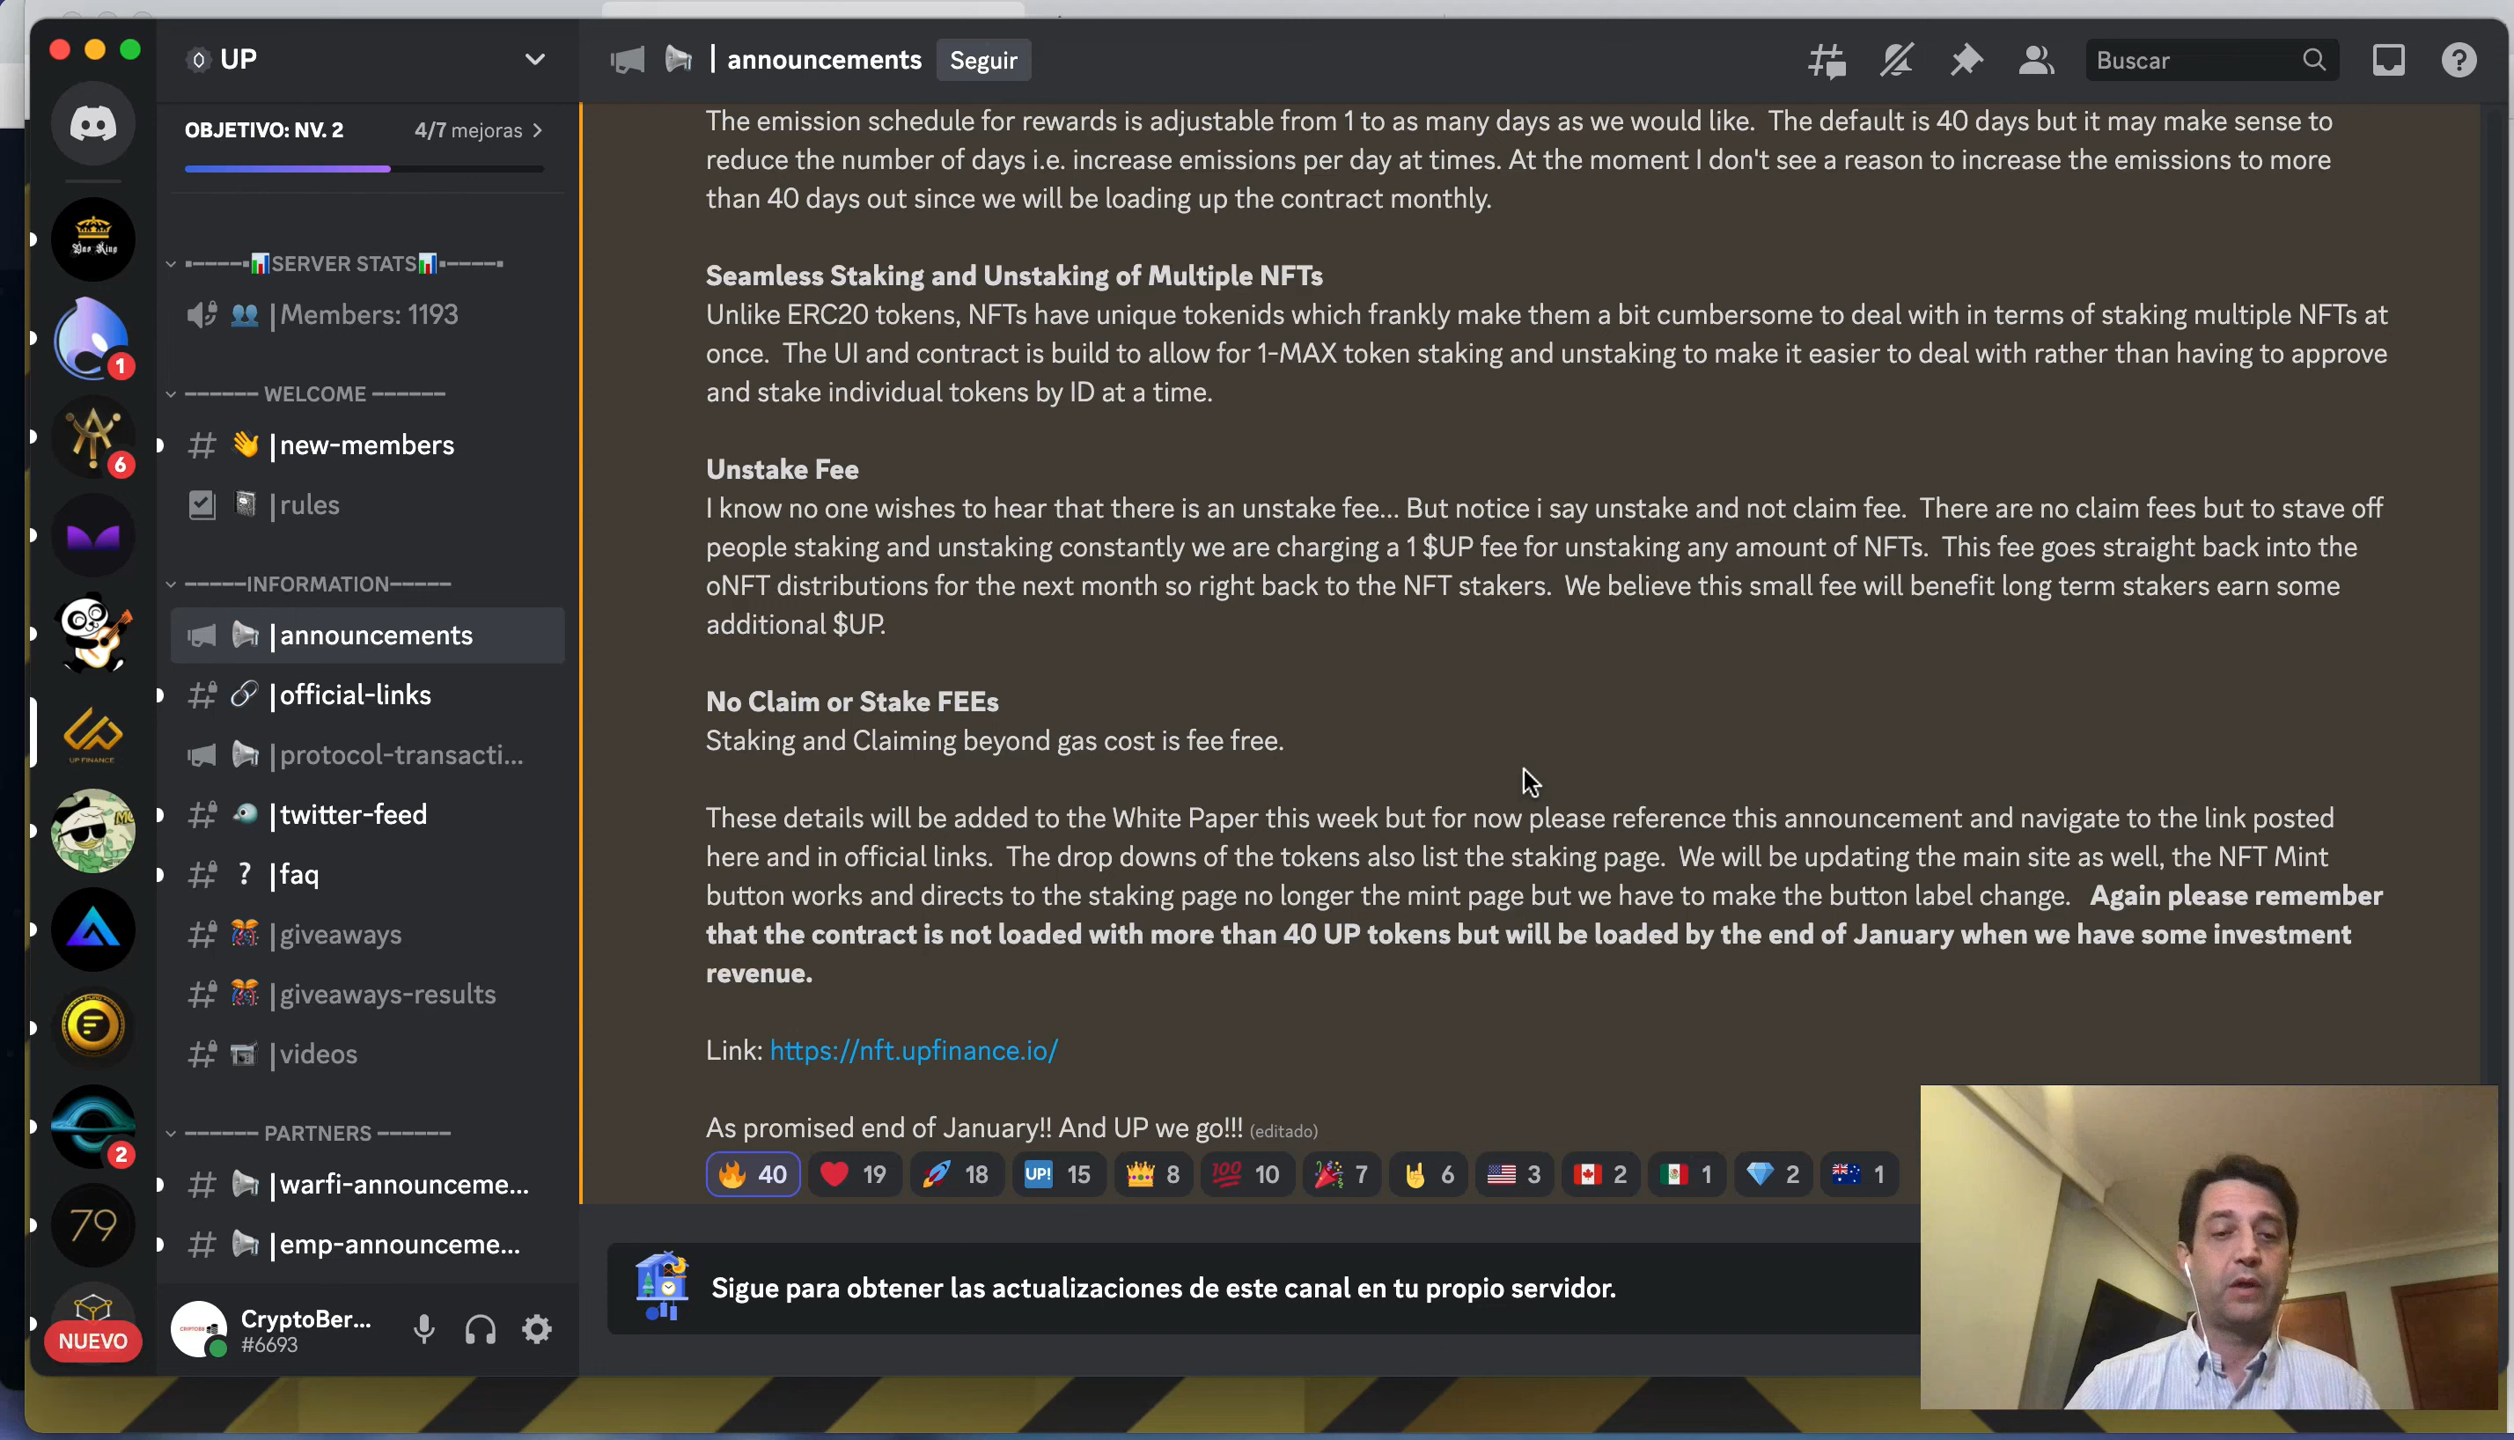 UP
| announcements
Seguir
Buscar
OBJETIVO: NV. 2
4/7 mejoras
SERVER STATS
|Members: 1193
------ WELCOME ------
|new-members
|rules
-----INFORMATION-----
|announcements
|official-links
|protocol-transacti...
|twitter-feed
? |faq
|giveaways
|giveaways-results
|videos
------ PARTNERS ------
|warfi-announceme...
|emp-announceme...
CryptoBer...
#6693
1
6
UP FINANCE
2
79
NUEVO
The emission schedule for rewards is adjustable from 1 to as many days as we would like. The default is 40 days but it may make sense to
reduce the number of days i.e. increase emissions per day at times. At the moment I don't see a reason to increase the emissions to more
than 40 days out since we will be loading up the contract monthly.
Seamless Staking and Unstaking of Multiple NFTs
Unlike ERC20 tokens, NFTs have unique tokenids which frankly make them a bit cumbersome to deal with in terms of staking multiple NFTs at
once. The UI and contract is build to allow for 1-MAX token staking and unstaking to make it easier to deal with rather than having to approve
and stake individual tokens by ID at a time.
Unstake Fee
I know no one wishes to hear that there is an unstake fee... But notice i say unstake and not claim fee. There are no claim fees but to stave off
people staking and unstaking constantly we are charging a 1 $UP fee for unstaking any amount of NFTs. This fee goes straight back into the
oNFT distributions for the next month so right back to the NFT stakers. We believe this small fee will benefit long term stakers earn some
additional $UP.
No Claim or Stake FEEs
Staking and Claiming beyond gas cost is fee free.
These details will be added to the White Paper this week but for now please reference this announcement and navigate to the link posted
here and in official links. The drop downs of the tokens also list the staking page. We will be updating the main site as well, the NFT Mint
button works and directs to the staking page no longer the mint page but we have to make the button label change. Again please remember
that the contract is not loaded with more than 40 UP tokens but will be loaded by the end of January when we have some investment
revenue.
Link: https://nft.upfinance.io/
As promised end of January!! And UP we go!!! (editado)
40 19 18 UP! 15 8 100 10 7 6 3 2 1 2 1
Sigue para obtener las actualizaciones de este canal en tu propio servidor.